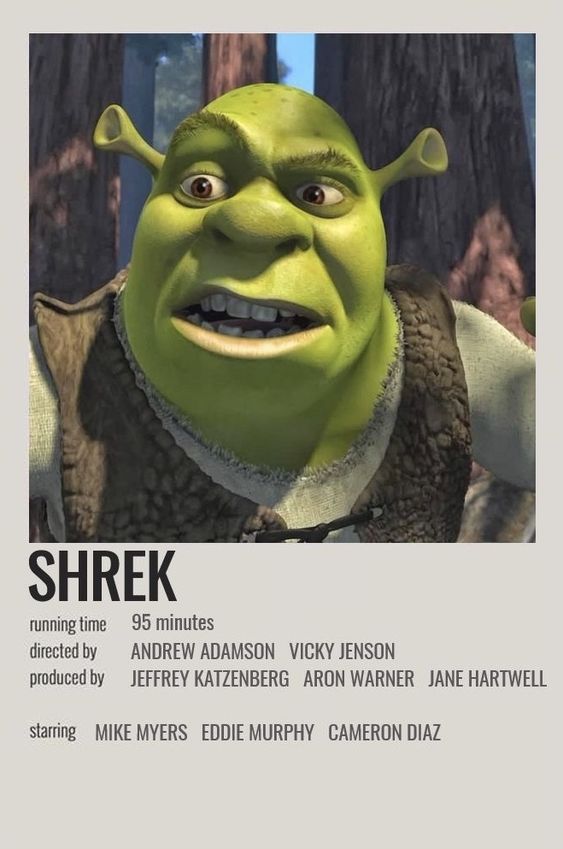 SHREK
running time 95 minutes
directed by ANDREW ADAMSON VICKY JENSON
produced by JEFFREY KATZENBERG ARON WARNER JANE HARTWELL
starring MIKE MYERS EDDIE MURPHY CAMERON DIAZ